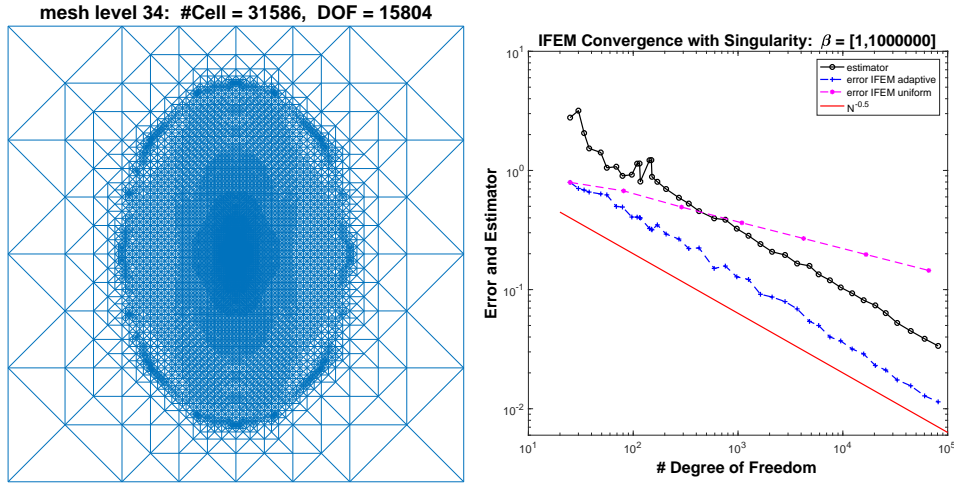 mesh level 34: #Cell = 31586, DOF = 15804
IFEM Convergence with Singularity: β = [1,1000000]
estimator
error IFEM adaptive
error IFEM uniform
N^-0.5
Error and Estimator
10^1
10^0
10^-1
10^-2
10^1
10^2
10^3
10^4
10^5
# Degree of Freedom